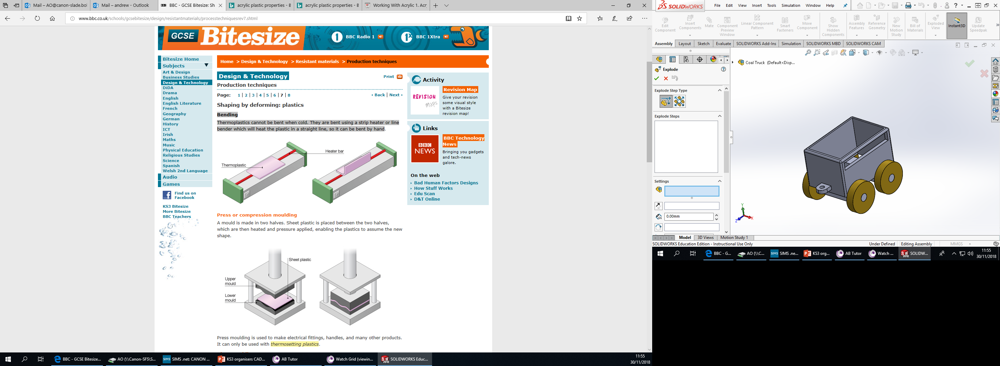 Mail – AO@canon-slade.bol
Mail – andrew - Outlook
BBC - GCSE Bitesize: Sh
acrylic plastic properties - B
acrylic plastic properties - B
Working With Acrylic 1. Acr
www.bbc.co.uk/schools/gcsebitesize/design/resistantmaterials/processtechniquesrev7.shtml
GCSE Bitesize
BBC Radio 1
BBC 1Xtra
Bitesize Home
Subjects
Art & Design
Business Studies
Design & Technology
DiDA
Drama
English
English Literature
French
Geography
German
History
ICT
Irish
Maths
Music
Physical Education
Religious Studies
Science
Spanish
Welsh 2nd Language
Audio
Games
Find us on
Facebook
KS3 Bitesize
More Bitesize
BBC Teachers
Home > Design & Technology > Resistant materials > Production techniques
Design & Technology
Print
Production techniques
Page: 1 | 2 | 3 | 4 | 5 | 6 | 7 | 8
Back | Next
Shaping by deforming: plastics
Bending
Thermoplastics cannot be bent when cold. They are bent using a strip heater or line
bender which will heat the plastic in a straight line, so it can be bent by hand.
Heater bar
Thermoplastic
Press or compression moulding
A mould is made in two halves. Sheet plastic is placed between the two halves,
which are then heated and pressure applied, enabling the plastics to assume the new
shape.
Sheet plastic
Upper
mould
Lower
mould
Press moulding is used to make electrical fittings, handles, and many other products.
It can only be used with thermosetting plastics.
Activity
REVISION
Maps
Revision Map
Give your revision
some visual style
with a Bitesize
revision map!
Links
BBC
NEWS
BBC Technology
News
Bringing you gadgets
and tech-news
galore.
On the web
Bad Human Factors Designs
How Stuff Works
Edu Scan
D&T Online
BBC - GCSE Bitesize...
AO (\\Canon-SFS\S...
SIMS .net: CANON ...
KS3 organisers CAD...
AB Tutor
Watch Grid (viewin...
SOLIDWORKS Educ...
11:55
30/11/2018
SOLIDWORKS
File Edit View Insert Tools Simulation Window Help
Edit
Component
Insert
Components
Mate
Component
Preview
Window
Linear Component
Pattern
Smart
Fasteners
Move
Component
Show
Hidden
Components
Assembly
Features
Reference
Geometry
New
Motion
Study
Bill of
Materials
Exploded
View
Instant3D
Update
Speedpak
Assembly Layout Sketch Evaluate SOLIDWORKS Add-Ins Simulation SOLIDWORKS MBD SOLIDWORKS CAM
Coal Truck (Default<Disp...
Explode
Explode Step Type
Explode Steps
Settings
0.00mm
Y
X
Z
Model 3D Views Motion Study 1
SOLIDWORKS Education Edition - Instructional Use Only
Under Defined
Editing Assembly
MMGS
BBC - G...
AO (\\C...
SIMS .ne...
KS3 org...
AB Tutor
Watch ...
SOLIDW...
11:55
30/11/2018